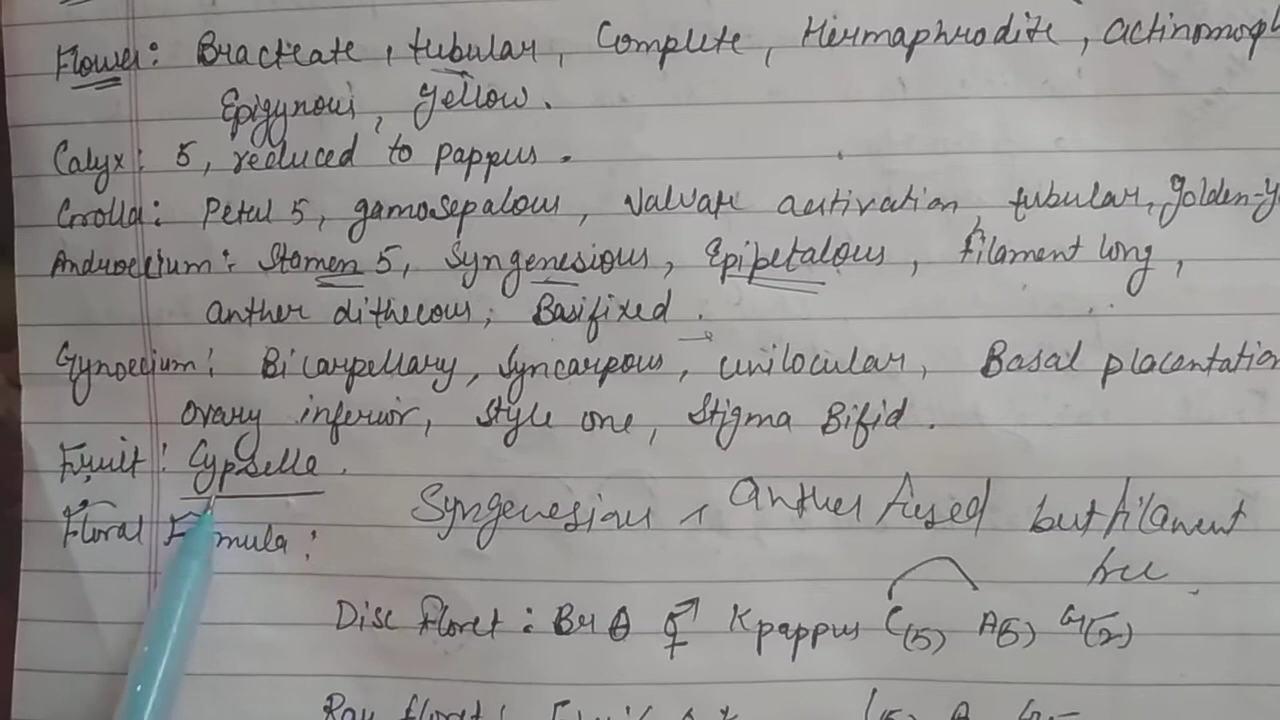 Flower: Bracteate, tubular, Complete, Hermaphrodite, actinomorph
Epigynous, yellow.
Calyx: 5, reduced to pappus.
Corolla: Petal 5, gamosepalous, valvate aestivation, tubular, golden-y
Androecium: Stamen 5, Syngenesious, Epipetalous, filament long,
anther dithecous, Basifixed.
Gynoecium: Bicarpellary, Syncarpous, unilocular, Basal placentation
ovary inferior, style one, Stigma Bifid.
Fruit: Cypsella.
Syngenesious anther fused but filament
free
Floral Formula:
Disc floret: Br ⊕ ⚥ K pappus C(5) A(5) G(2)
Ray floret: